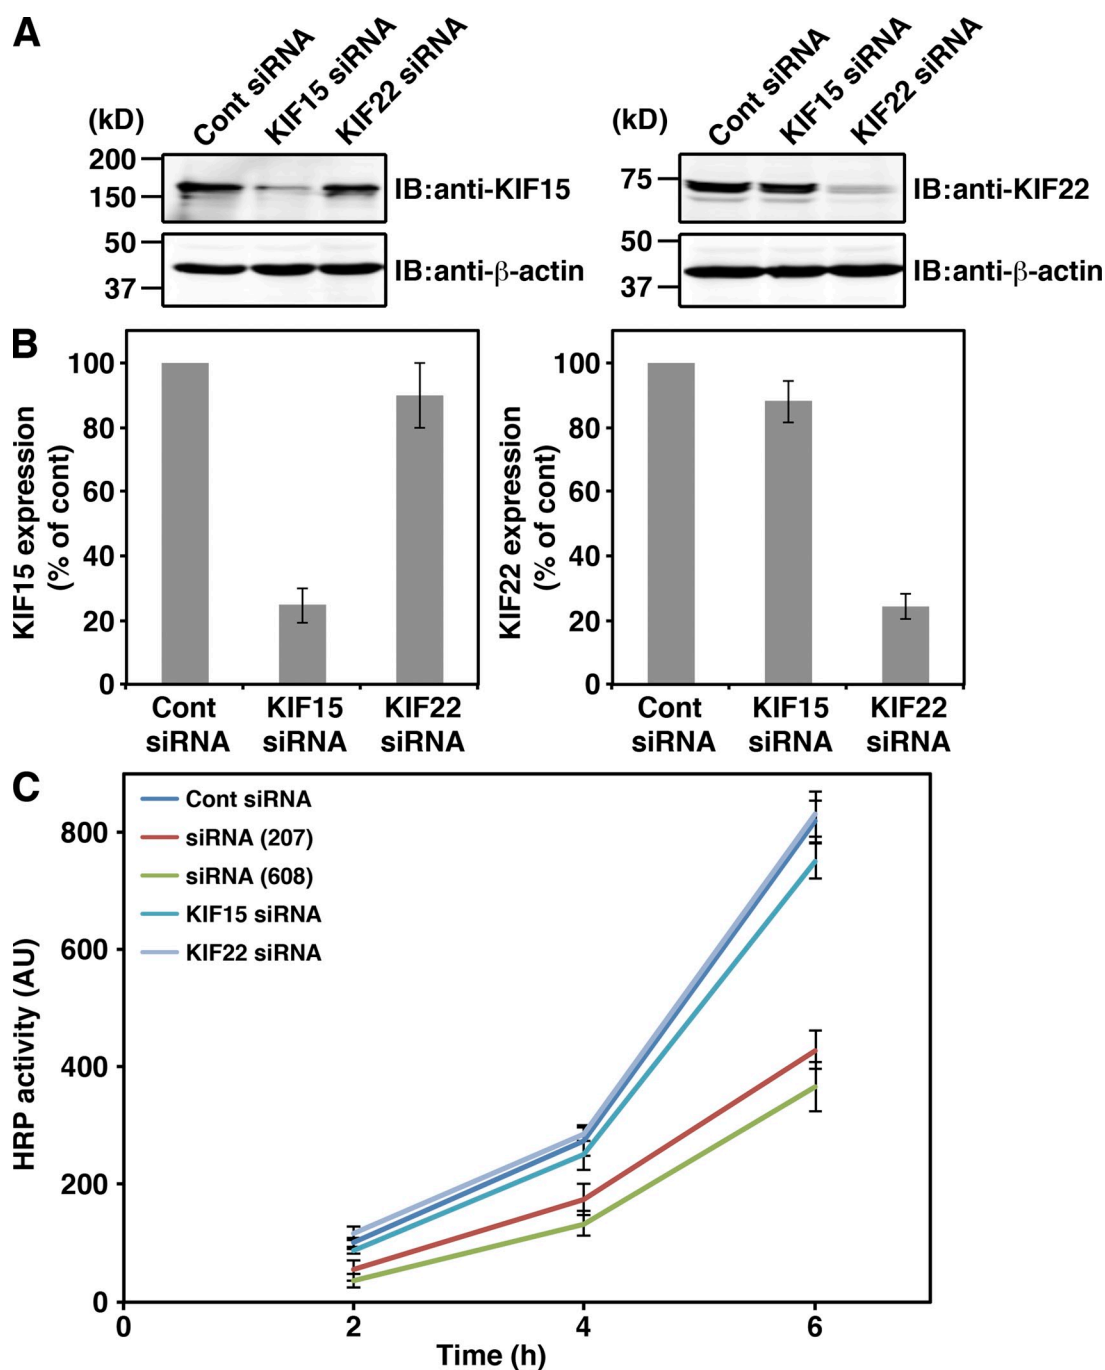 A
(kD)
Cont siRNA
KIF15 siRNA
KIF22 siRNA
200
150
IB:anti-KIF15
50
37
IB:anti-β-actin
(kD)
Cont siRNA
KIF15 siRNA
KIF22 siRNA
75
IB:anti-KIF22
50
37
IB:anti-β-actin
B
KIF15 expression
(% of cont)
100
80
60
40
20
0
Cont
siRNA
KIF15
siRNA
KIF22
siRNA
KIF22 expression
(% of cont)
100
80
60
40
20
0
Cont
siRNA
KIF15
siRNA
KIF22
siRNA
C
Cont siRNA
siRNA (207)
siRNA (608)
KIF15 siRNA
KIF22 siRNA
HRP activity (AU)
800
600
400
200
0
0 2 4 6
Time (h)